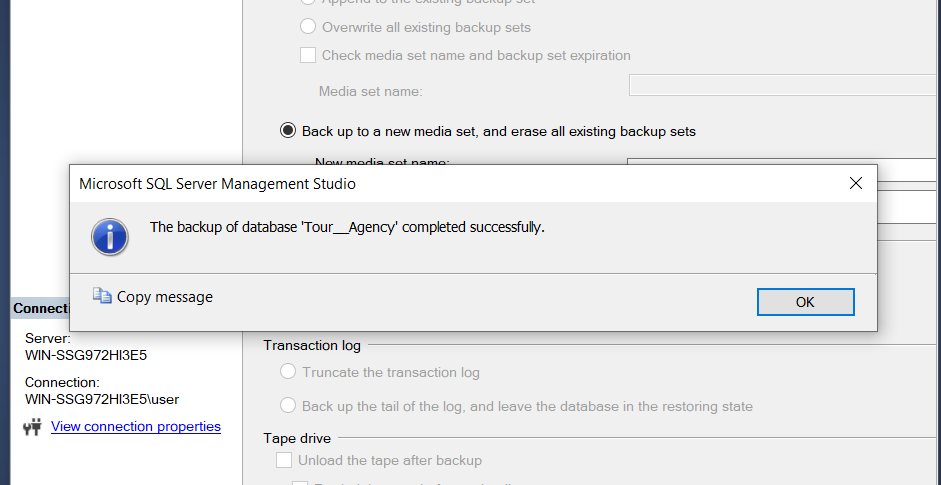 Append to the existing backup set
Overwrite all existing backup sets
Check media set name and backup set expiration
Media set name:
Back up to a new media set, and erase all existing backup sets
New media set name:
Microsoft SQL Server Management Studio
The backup of database 'Tour__Agency' completed successfully.
Copy message
OK
Connecti
Server:
WIN-SSG972HI3E5
Connection:
WIN-SSG972HI3E5\user
View connection properties
Transaction log
Truncate the transaction log
Back up the tail of the log, and leave the database in the restoring state
Tape drive
Unload the tape after backup